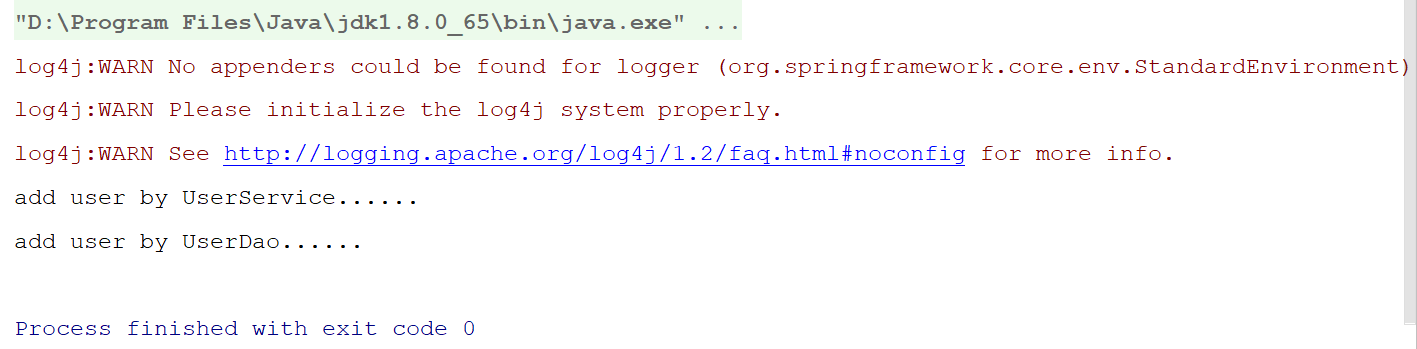 "D:\Program Files\Java\jdk1.8.0_65\bin\java.exe" ...
log4j:WARN No appenders could be found for logger (org.springframework.core.env.StandardEnvironment)
log4j:WARN Please initialize the log4j system properly.
log4j:WARN See http://logging.apache.org/log4j/1.2/faq.html#noconfig for more info.
add user by UserService......
add user by UserDao......
Process finished with exit code 0